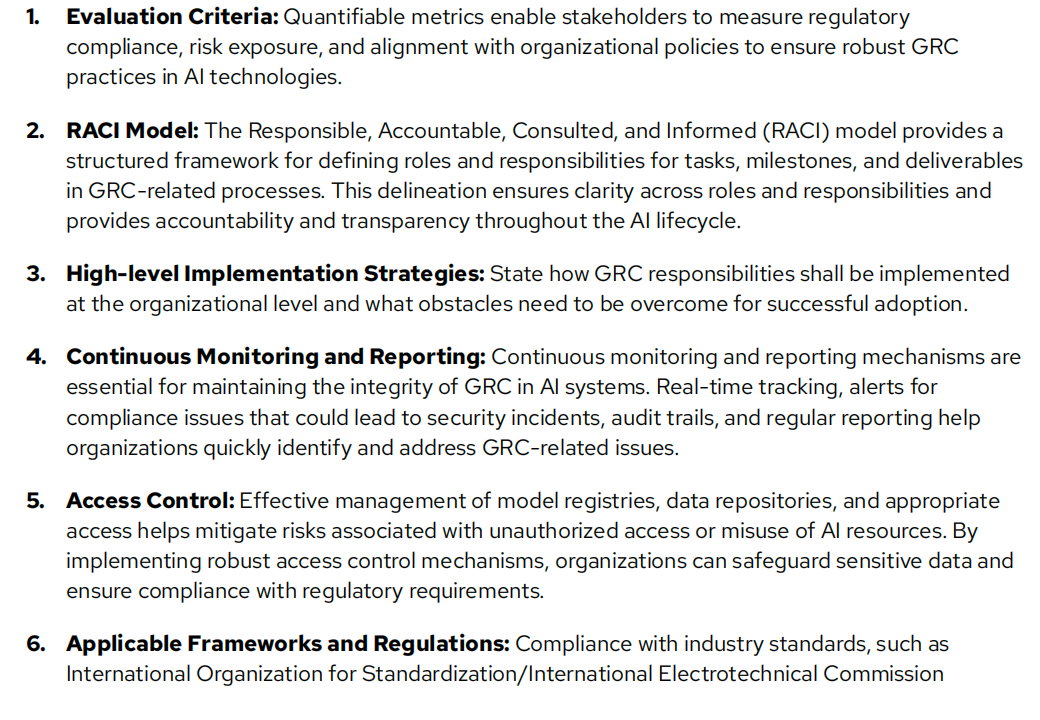 1. Evaluation Criteria: Quantifiable metrics enable stakeholders to measure regulatory
compliance, risk exposure, and alignment with organizational policies to ensure robust GRC
practices in AI technologies.
2. RACI Model: The Responsible, Accountable, Consulted, and Informed (RACI) model provides a
structured framework for defining roles and responsibilities for tasks, milestones, and deliverables
in GRC-related processes. This delineation ensures clarity across roles and responsibilities and
provides accountability and transparency throughout the AI lifecycle.
3. High-level Implementation Strategies: State how GRC responsibilities shall be implemented
at the organizational level and what obstacles need to be overcome for successful adoption.
4. Continuous Monitoring and Reporting: Continuous monitoring and reporting mechanisms are
essential for maintaining the integrity of GRC in AI systems. Real-time tracking, alerts for
compliance issues that could lead to security incidents, audit trails, and regular reporting help
organizations quickly identify and address GRC-related issues.
5. Access Control: Effective management of model registries, data repositories, and appropriate
access helps mitigate risks associated with unauthorized access or misuse of AI resources. By
implementing robust access control mechanisms, organizations can safeguard sensitive data and
ensure compliance with regulatory requirements.
6. Applicable Frameworks and Regulations: Compliance with industry standards, such as
International Organization for Standardization/International Electrotechnical Commission